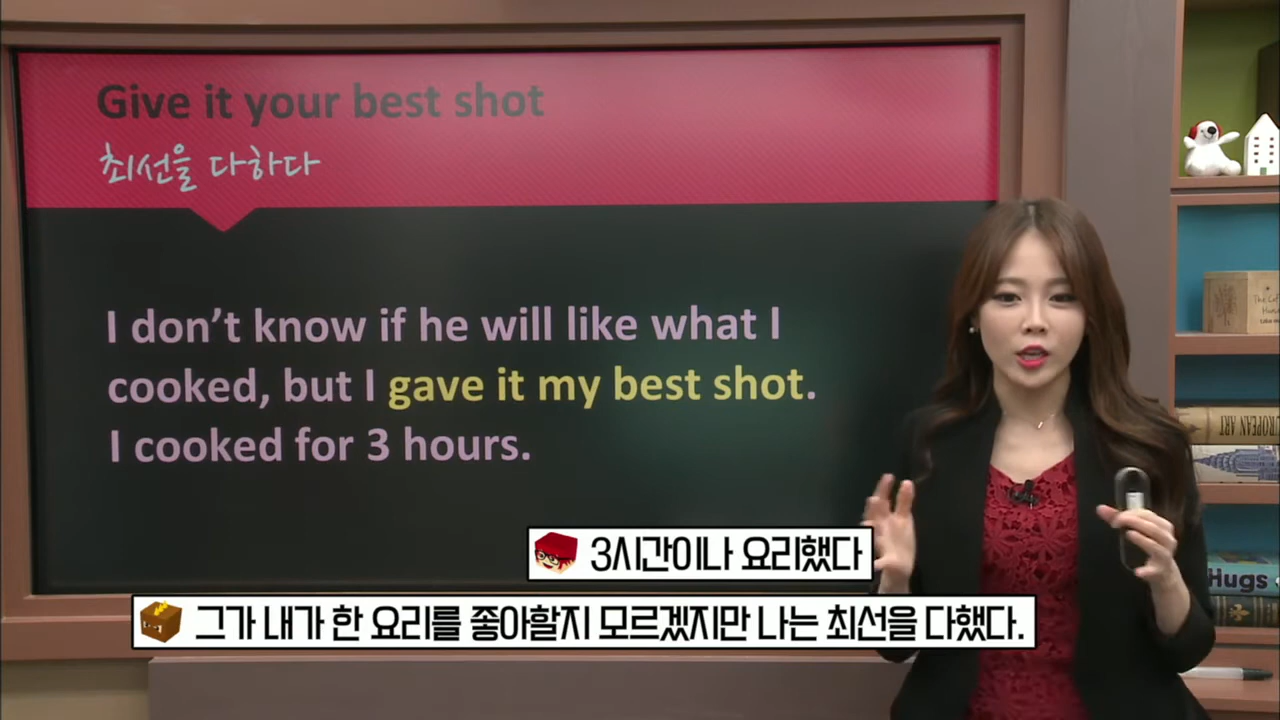 Give it your best shot
최선을 다하다
I don't know if he will like what I
cooked, but I gave it my best shot.
I cooked for 3 hours.
3시간이나 요리했다
그가 내가 한 요리를 좋아할지 모르겠지만 나는 최선을 다했다.
EUROPEAN ART
Hugs